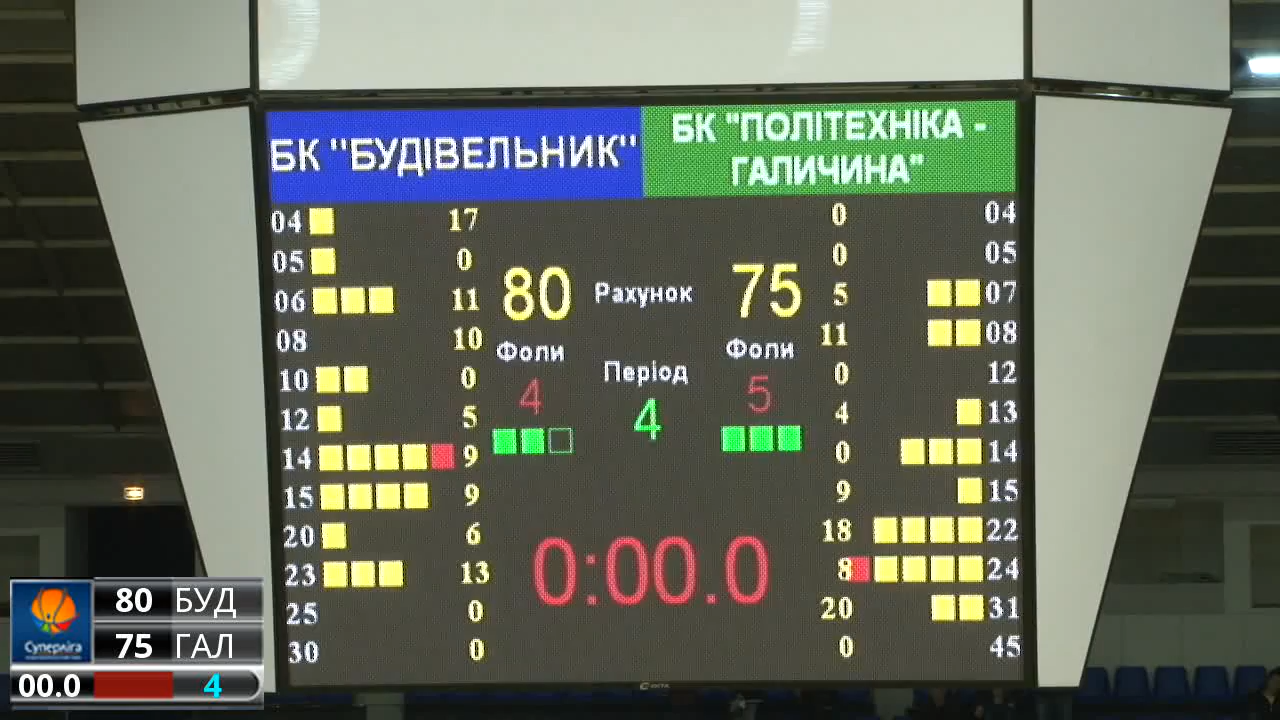 БК "БУДІВЕЛЬНИК"
БК "ПОЛІТЕХНІКА -
ГАЛИЧИНА"
04 17 0 04
05 0 0 05
06 11 5 07
08 10 11 08
10 0 0 12
12 5 4 13
14 9 0 14
15 9 9 15
20 6 18 22
23 13 8 24
25 0 20 31
30 0 0 45
80 Рахунок 75
Фоли Фоли
Період
4 5
4
0:00.0
80 БУД
75 ГАЛ
Суперліга
00.0 4